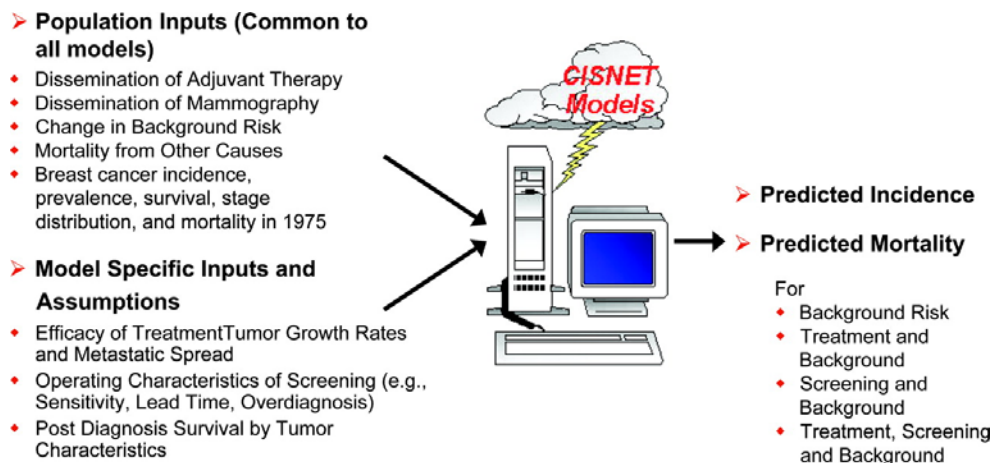 Population Inputs (Common to
all models)
Dissemination of Adjuvant Therapy
Dissemination of Mammography
Change in Background Risk
Mortality from Other Causes
Breast cancer incidence,
prevalence, survival, stage
distribution, and mortality in 1975
Model Specific Inputs and
Assumptions
Efficacy of TreatmentTumor Growth Rates
and Metastatic Spread
Operating Characteristics of Screening (e.g.,
Sensitivity, Lead Time, Overdiagnosis)
Post Diagnosis Survival by Tumor
Characteristics
CISNET
Models
Predicted Incidence
Predicted Mortality
For
Background Risk
Treatment and
Background
Screening and
Background
Treatment, Screening
and Background